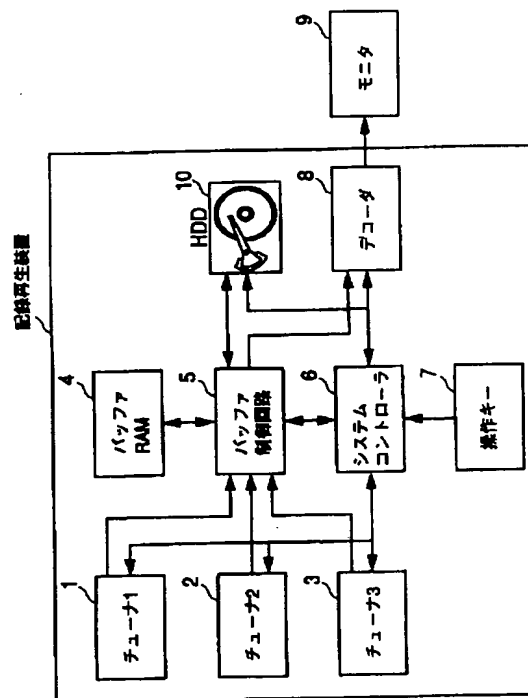 記録再生装置
1
チューナ1
2
チューナ2
3
チューナ3
4
バッファ
RAM
5
バッファ
制御回路
6
システム
コントローラ
7
操作キー
HDD
10
8
デコーダ
9
モニタ